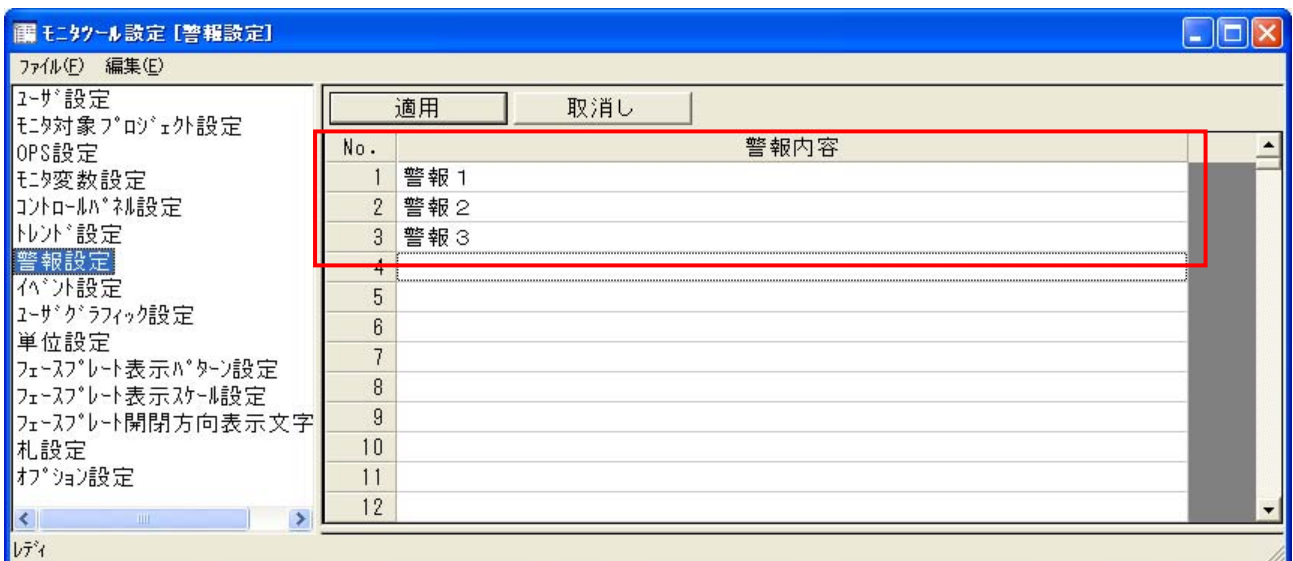 モニタツール設定 [警報設定]
ファイル(F) 編集(E)
ﾕｰｻﾞ設定
ﾓﾆﾀ対象ﾌﾟﾛｼﾞｪｸﾄ設定
OPS設定
ﾓﾆﾀ変数設定
ｺﾝﾄﾛｰﾙﾊﾟﾈﾙ設定
ﾄﾚﾝﾄﾞ設定
警報設定
ｲﾍﾞﾝﾄ設定
ﾕｰｻﾞｸﾞﾗﾌｨｯｸ設定
単位設定
ﾌｪｰｽﾌﾟﾚｰﾄ表示ﾊﾟﾀｰﾝ設定
ﾌｪｰｽﾌﾟﾚｰﾄ表示ｽｹｰﾙ設定
ﾌｪｰｽﾌﾟﾚｰﾄ開閉方向表示文字
札設定
ｵﾌﾟｼｮﾝ設定
適用 取消し
No. 警報内容
1 警報１
2 警報２
3 警報３
4
5
6
7
8
9
10
11
12
ﾚﾃﾞｨ